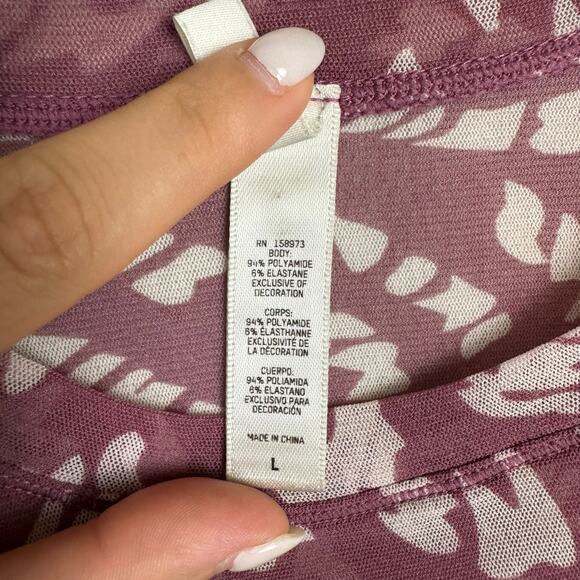 RN 158973
BODY:
94% POLYAMIDE
6% ELASTANE
EXCLUSIVE OF
DECORATION
CORPS:
94% POLYAMIDE
6% ÉLASTHANNE
EXCLUSIVITÉ DE
LA DÉCORATION
CUERPO:
94% POLIAMIDA
6% ELASTANO
EXCLUSIVO PARA
DECORACIÓN
MADE IN CHINA
L